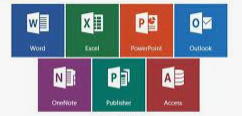 W X P O
Word Excel PowerPoint Outlook
N P A
OneNote Publisher Access